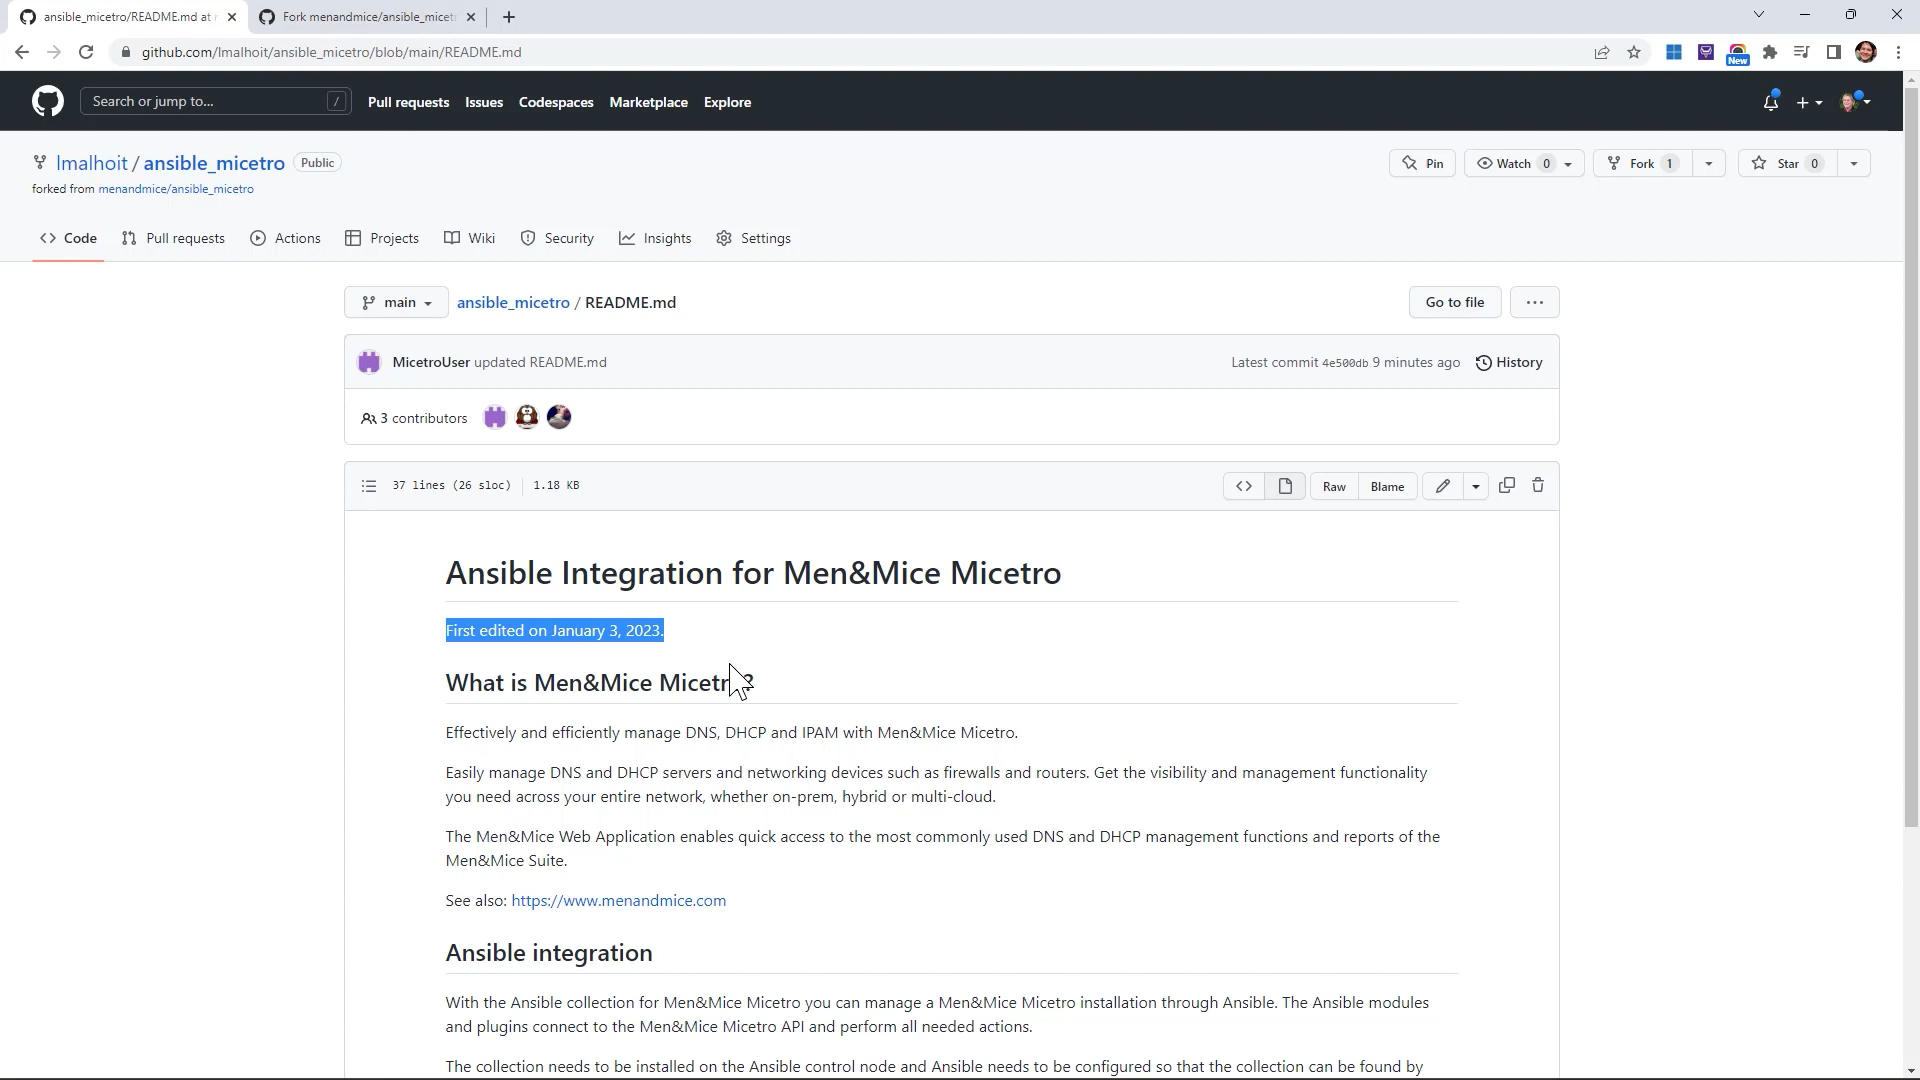 ansible_micetro/README.md at
Fork menandmice/ansible_micet
github.com/lmalhoit/ansible_micetro/blob/main/README.md
New
Search or jump to... /
Pull requests Issues Codespaces Marketplace Explore
lmalhoit / ansible_micetro Public
Pin Watch 0 Fork 1 Star 0
forked from menandmice/ansible_micetro
Code Pull requests Actions Projects Wiki Security Insights Settings
main ansible_micetro / README.md Go to file ...
MicetroUser updated README.md Latest commit 4e500db 9 minutes ago History
3 contributors
37 lines (26 sloc) 1.18 KB <> Raw Blame
Ansible Integration for Men&Mice Micetro
First edited on January 3, 2023.
What is Men&Mice Micetro?
Effectively and efficiently manage DNS, DHCP and IPAM with Men&Mice Micetro.
Easily manage DNS and DHCP servers and networking devices such as firewalls and routers. Get the visibility and management functionality
you need across your entire network, whether on-prem, hybrid or multi-cloud.
The Men&Mice Web Application enables quick access to the most commonly used DNS and DHCP management functions and reports of the
Men&Mice Suite.
See also: https://www.menandmice.com
Ansible integration
With the Ansible collection for Men&Mice Micetro you can manage a Men&Mice Micetro installation through Ansible. The Ansible modules
and plugins connect to the Men&Mice Micetro API and perform all needed actions.
The collection needs to be installed on the Ansible control node and Ansible needs to be configured so that the collection can be found by